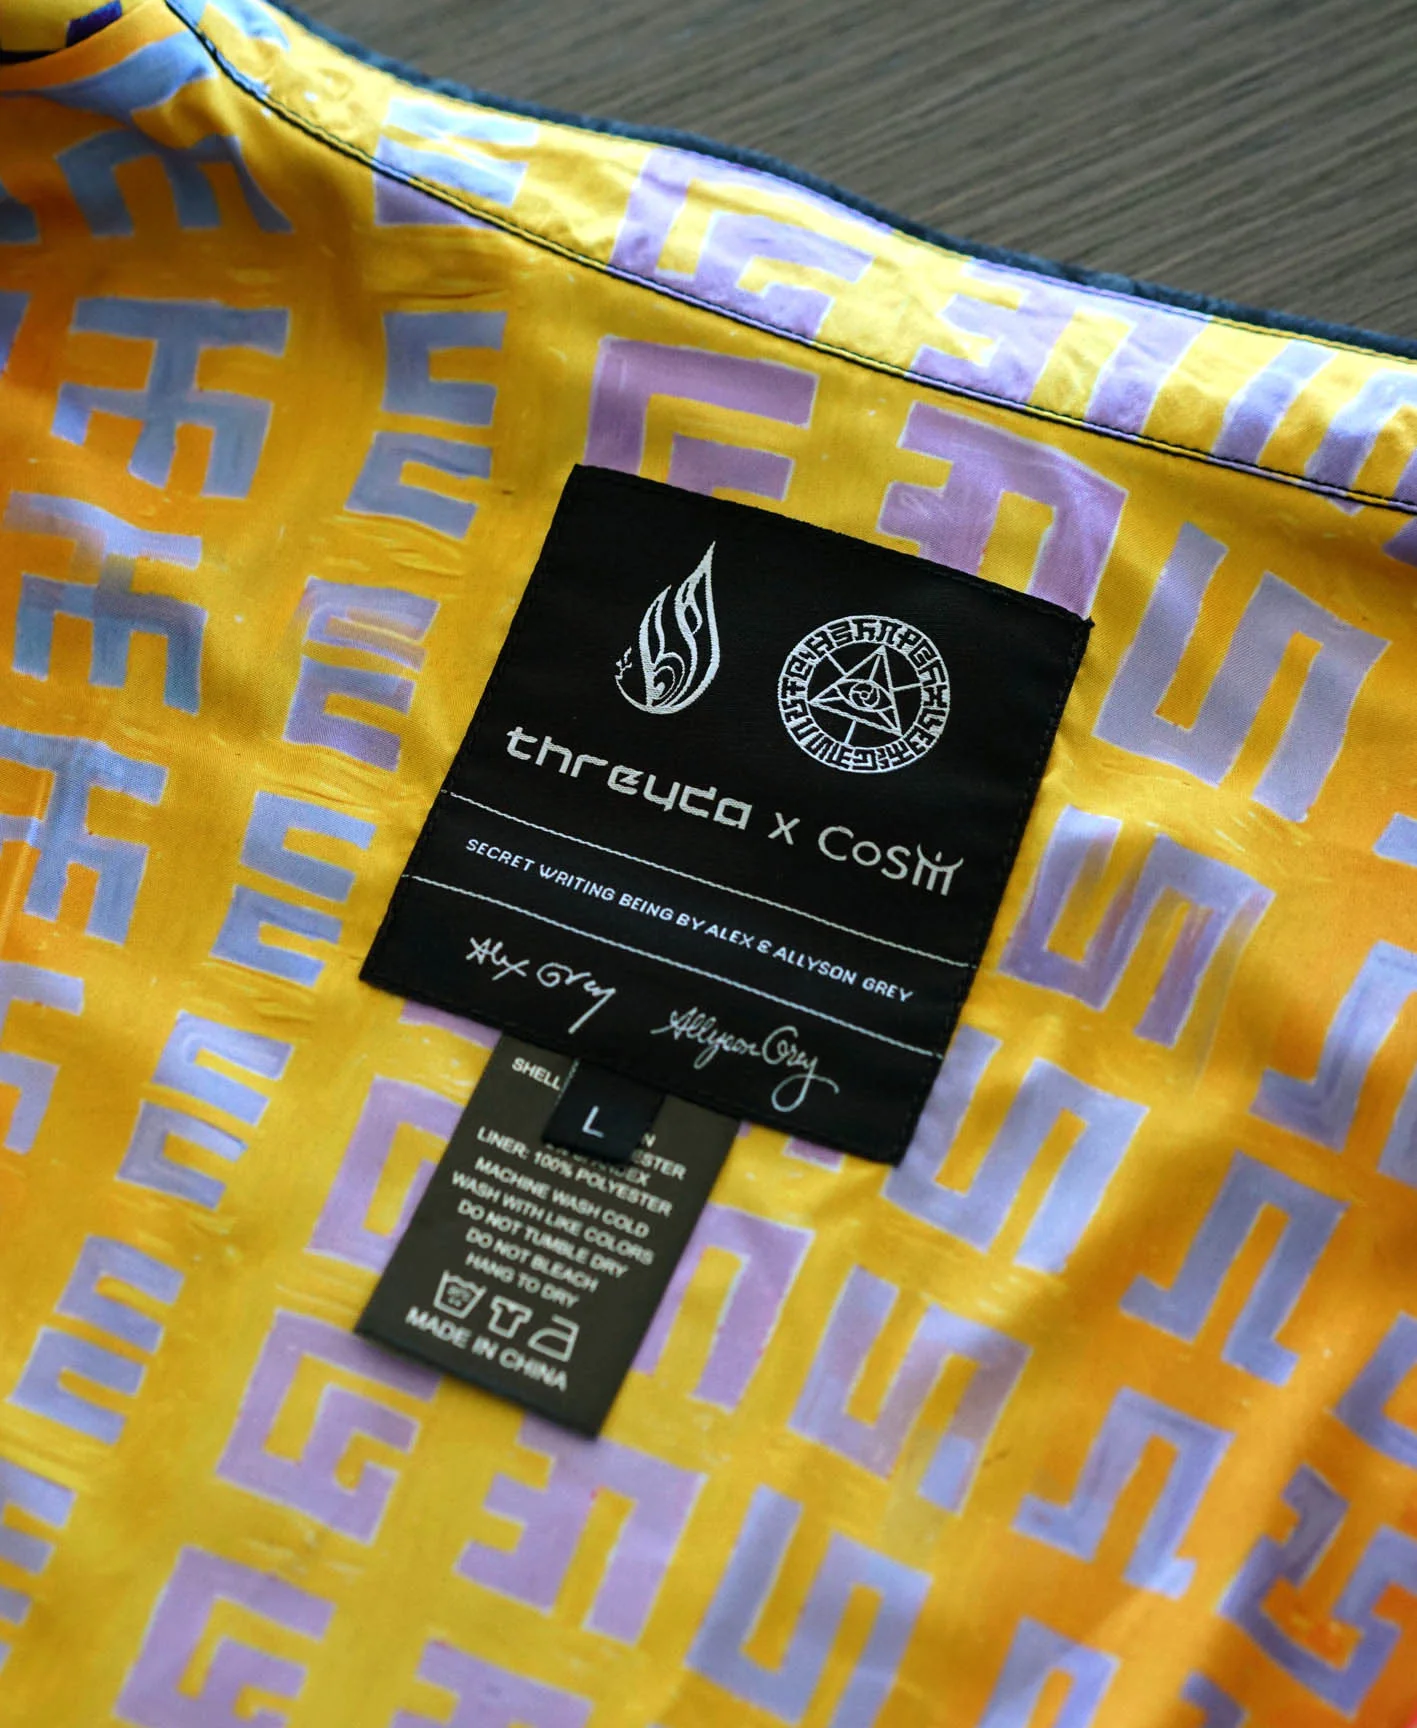 threyda x CoSM
SECRET WRITING BEING BY ALEX & ALLYSON GREY
Alex Grey Allyson Grey
L
SHELL
LINER: 100% POLYESTER
MACHINE WASH COLD
WASH WITH LIKE COLORS
DO NOT TUMBLE DRY
DO NOT BLEACH
HANG TO DRY
MADE IN CHINA